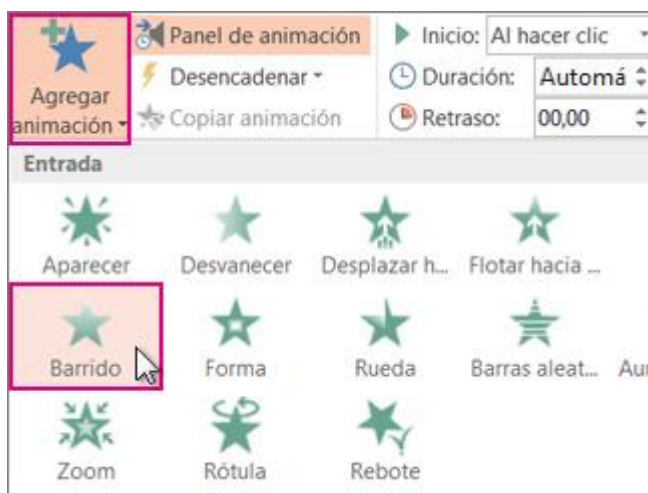 Agregar
animación
Panel de animación
Desencadenar
Copiar animación
Inicio: Al hacer clic
Duración: Automá
Retraso: 00,00
Entrada
Aparecer Desvanecer Desplazar h... Flotar hacia ...
Barrido Forma Rueda Barras aleat... Au
Zoom Rótula Rebote